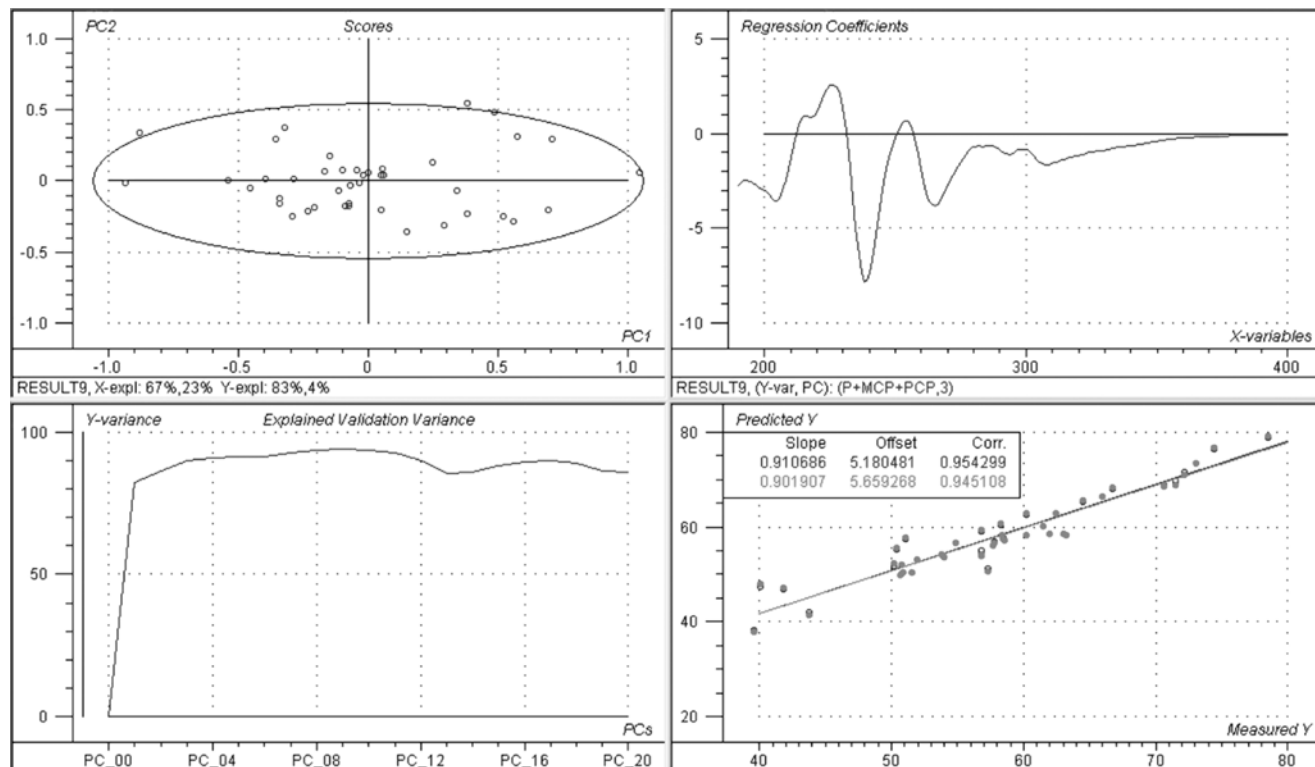 PC2 Scores
1.0
0.5
0
-0.5
-1.0
PC1
-1.0 -0.5 0 0.5 1.0
RESULT9, X-expl: 67%,23% Y-expl: 83%,4%
Regression Coefficients
5
0
-5
-10
X-variables
200 300 400
RESULT9, (Y-var, PC): (P+MCP+PCP,3)
Y-variance Explained Validation Variance
100
50
0
PCs
PC_00 PC_04 PC_08 PC_12 PC_16 PC_20
Predicted Y
80
Slope Offset Corr.
0.910686 5.180481 0.954299
0.901907 5.659268 0.945108
60
40
20
Measured Y
40 50 60 70 80